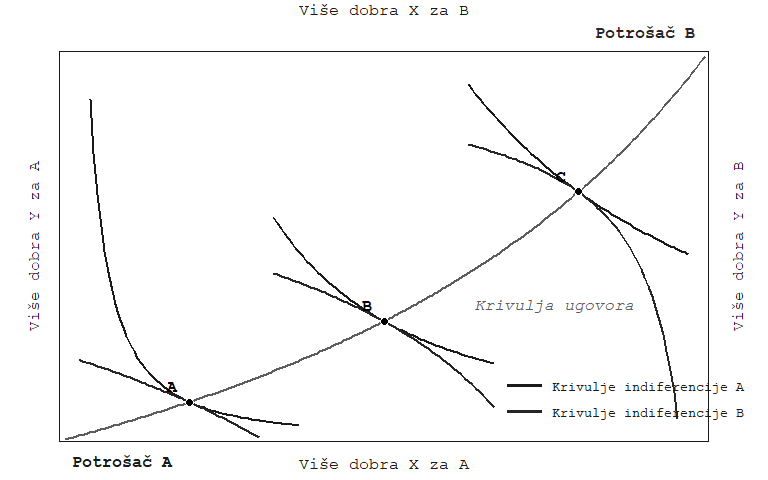 Više dobra X za B
Potrošač B
Više dobra Y za A
Više dobra Y za B
C
B
Krivulja ugovora
A
Krivulje indiferencije A
Krivulje indiferencije B
Potrošač A
Više dobra X za A